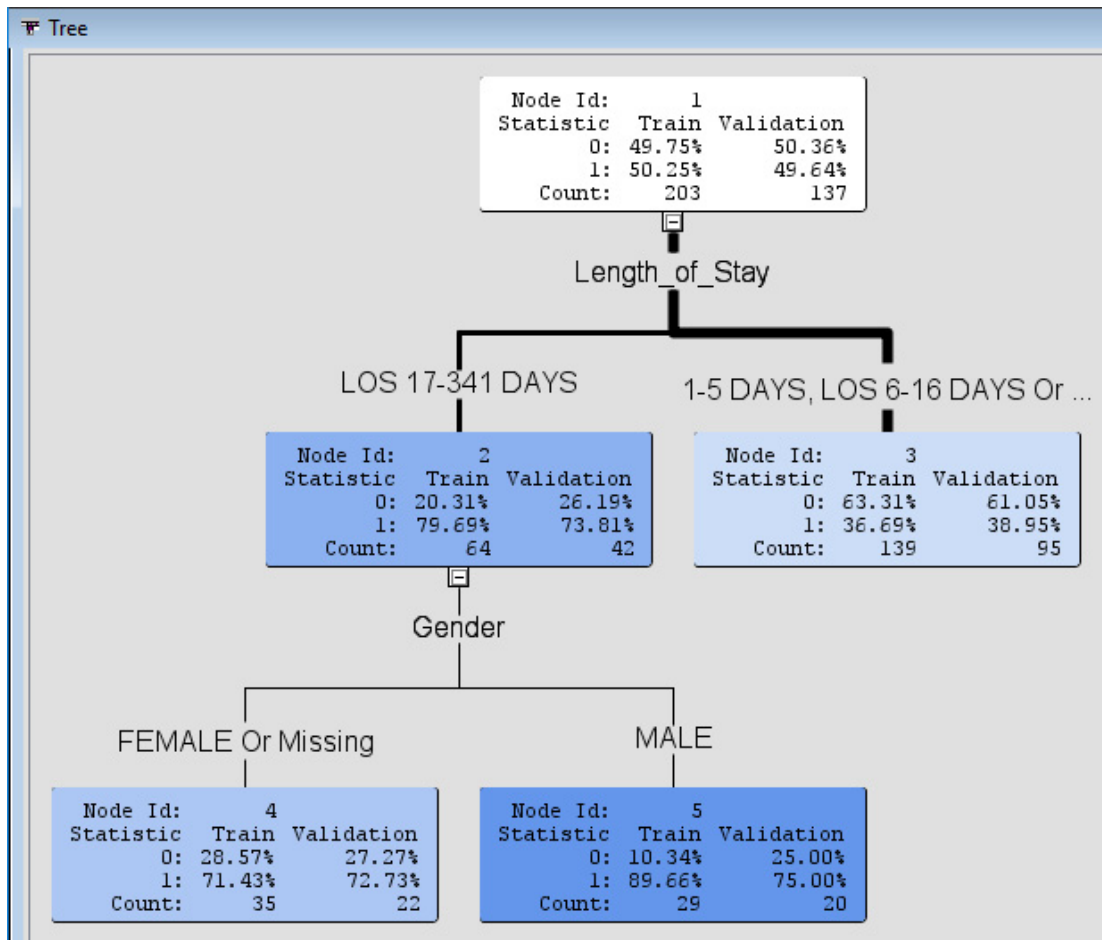 Tree
Node Id: 1
Statistic Train Validation
0: 49.75% 50.36%
1: 50.25% 49.64%
Count: 203 137
Length_of_Stay
LOS 17-341 DAYS
1-5 DAYS, LOS 6-16 DAYS Or ...
Node Id: 2
Statistic Train Validation
0: 20.31% 26.19%
1: 79.69% 73.81%
Count: 64 42
Node Id: 3
Statistic Train Validation
0: 63.31% 61.05%
1: 36.69% 38.95%
Count: 139 95
Gender
FEMALE Or Missing
MALE
Node Id: 4
Statistic Train Validation
0: 28.57% 27.27%
1: 71.43% 72.73%
Count: 35 22
Node Id: 5
Statistic Train Validation
0: 10.34% 25.00%
1: 89.66% 75.00%
Count: 29 20